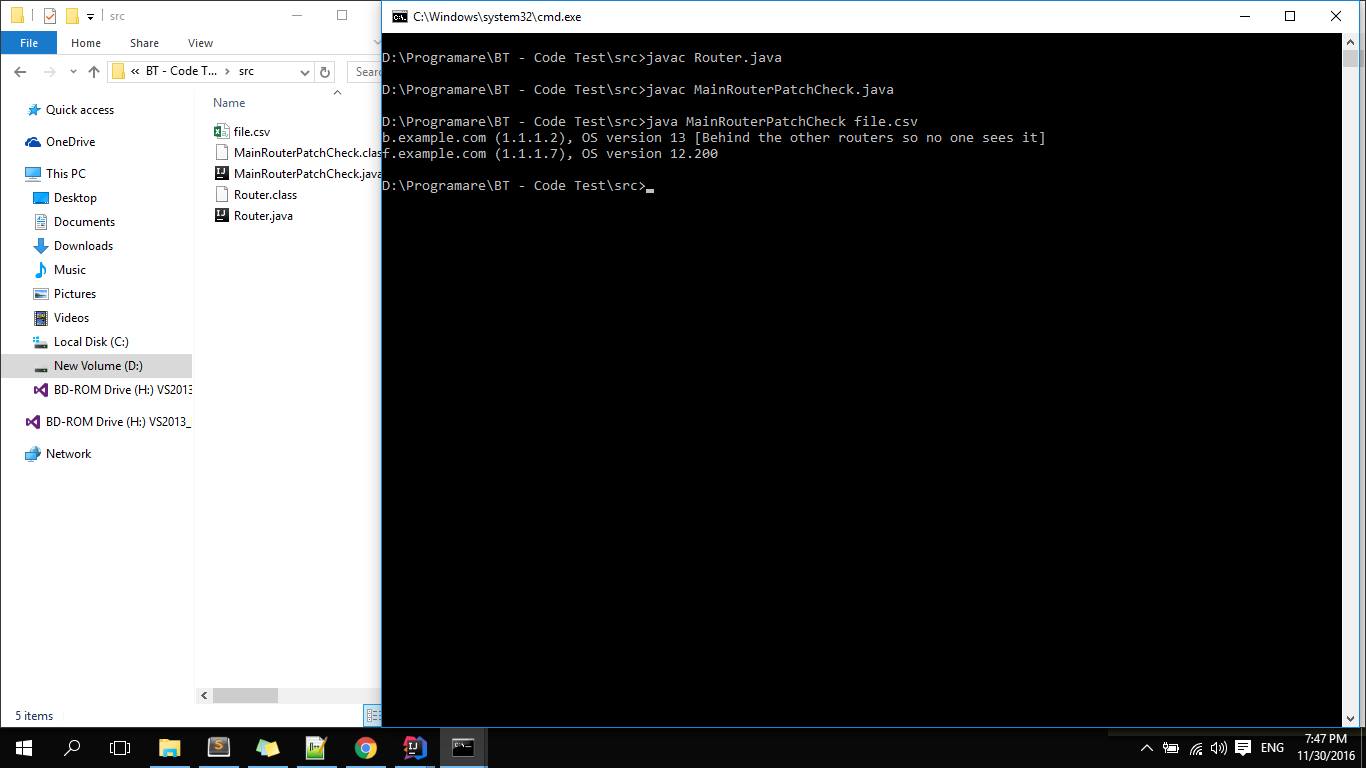 src
File Home Share View
« BT - Code T... > src
Searc
Quick access
OneDrive
This PC
Desktop
Documents
Downloads
Music
Pictures
Videos
Local Disk (C:)
New Volume (D:)
BD-ROM Drive (H:) VS2013
BD-ROM Drive (H:) VS2013_
Network
Name
file.csv
MainRouterPatchCheck.clas
MainRouterPatchCheck.java
Router.class
Router.java
5 items
C:\Windows\system32\cmd.exe
D:\Programare\BT - Code Test\src>javac Router.java
D:\Programare\BT - Code Test\src>javac MainRouterPatchCheck.java
D:\Programare\BT - Code Test\src>java MainRouterPatchCheck file.csv
b.example.com (1.1.1.2), OS version 13 [Behind the other routers so no one sees it]
f.example.com (1.1.1.7), OS version 12.200
D:\Programare\BT - Code Test\src>
ENG
7:47 PM
11/30/2016